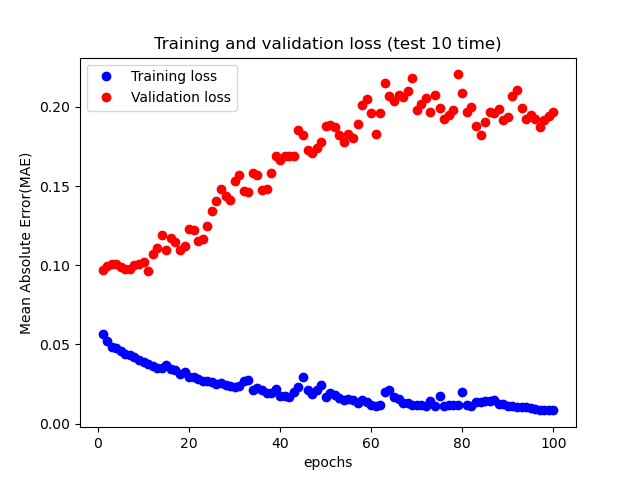 Training and validation loss (test 10 time)
Training loss
Validation loss
0.20
0.15
0.10
0.05
0.00
Mean Absolute Error(MAE)
0 20 40 60 80 100
epochs